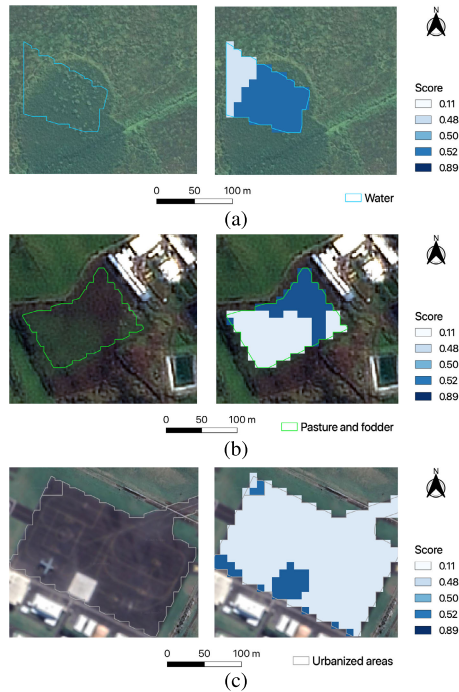 N
Score
0.11
0.48
0.50
0.52
0.89
0 50 100 m
Water
(a)
N
Score
0.11
0.48
0.50
0.52
0.89
0 50 100 m
Pasture and fodder
(b)
N
Score
0.11
0.48
0.50
0.52
0.89
0 50 100 m
Urbanized areas
(c)